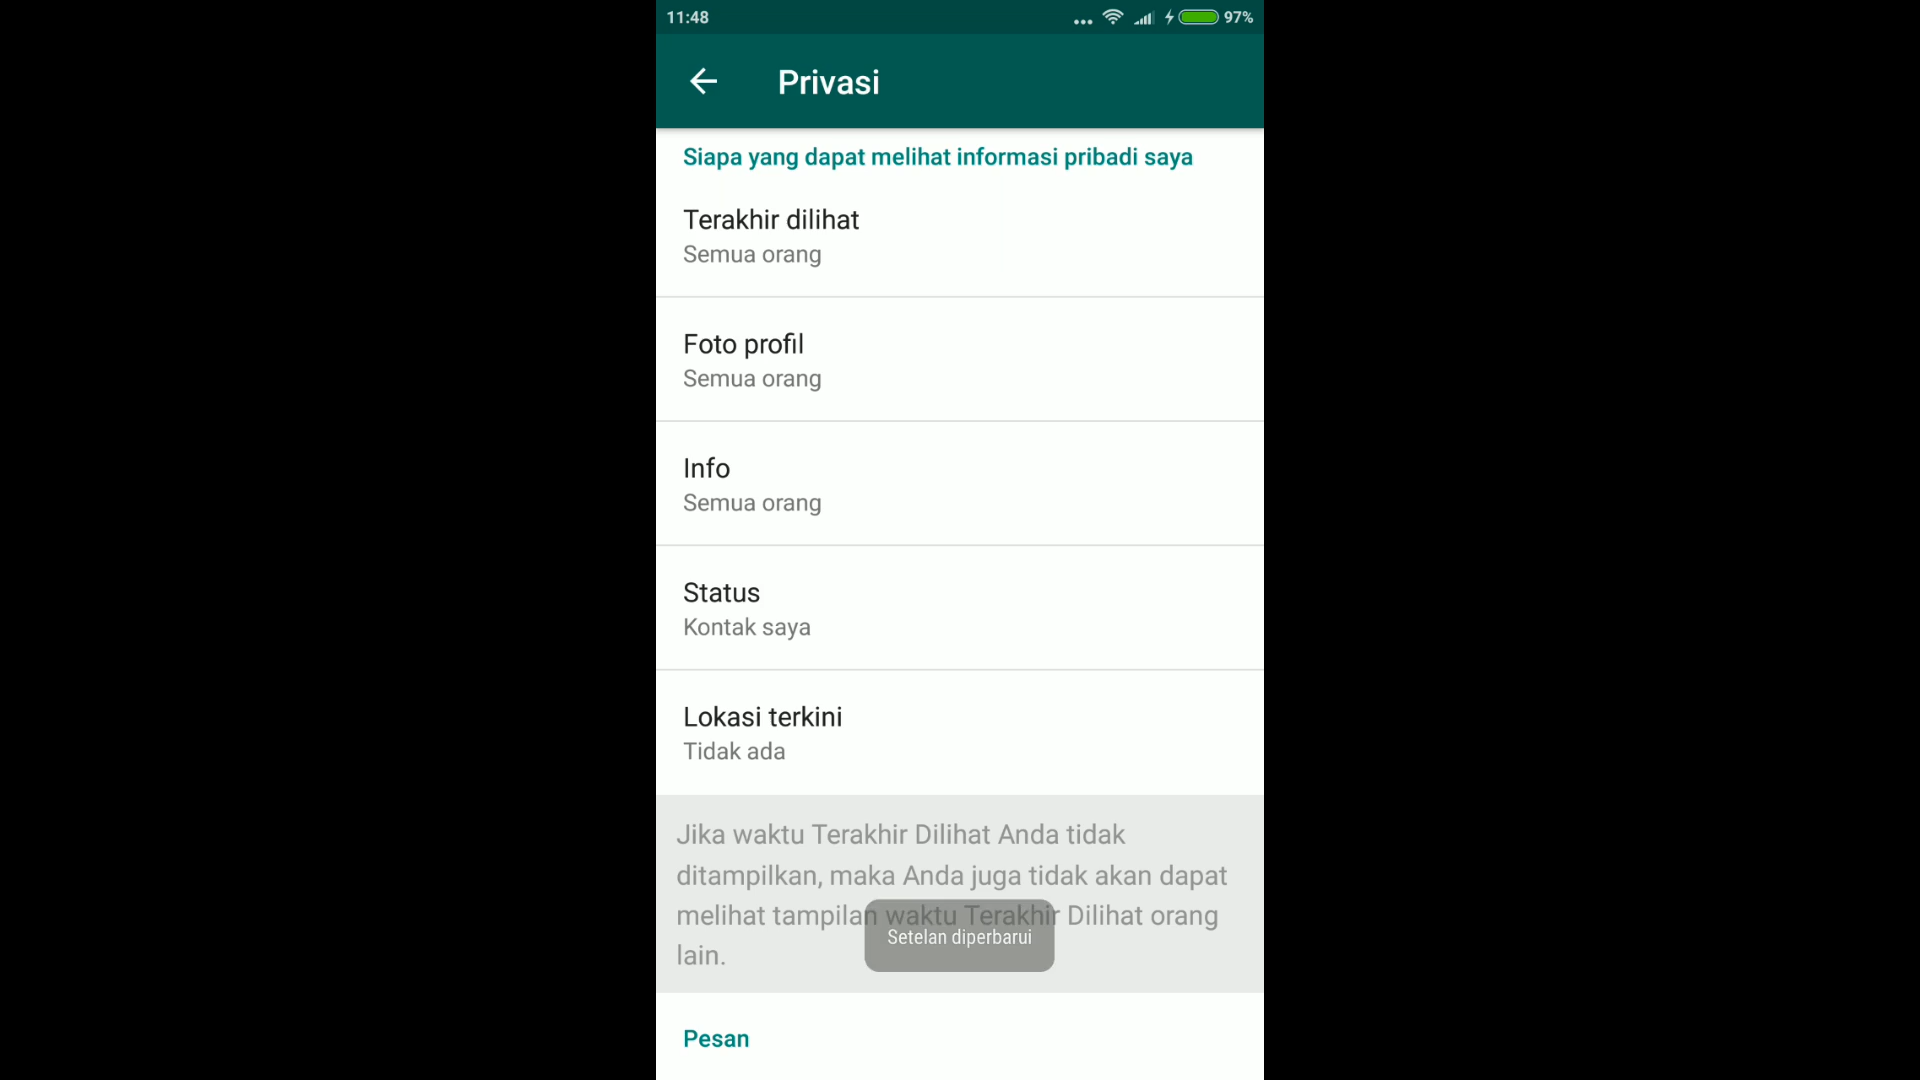 11:48
97%
Privasi
Siapa yang dapat melihat informasi pribadi saya
Terakhir dilihat
Semua orang
Foto profil
Semua orang
Info
Semua orang
Status
Kontak saya
Lokasi terkini
Tidak ada
Jika waktu Terakhir Dilihat Anda tidak
ditampilkan, maka Anda juga tidak akan dapat
melihat tampilan waktu Terakhir Dilihat orang
lain.
Setelan diperbarui
Pesan